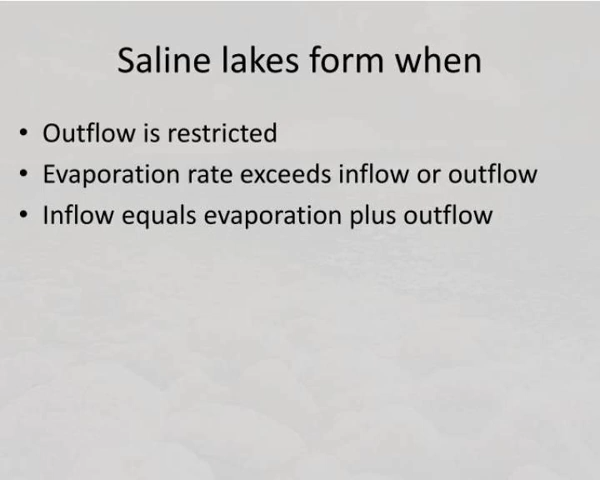 Saline lakes form when
• Outflow is restricted
• Evaporation rate exceeds inflow or outflow
• Inflow equals evaporation plus outflow